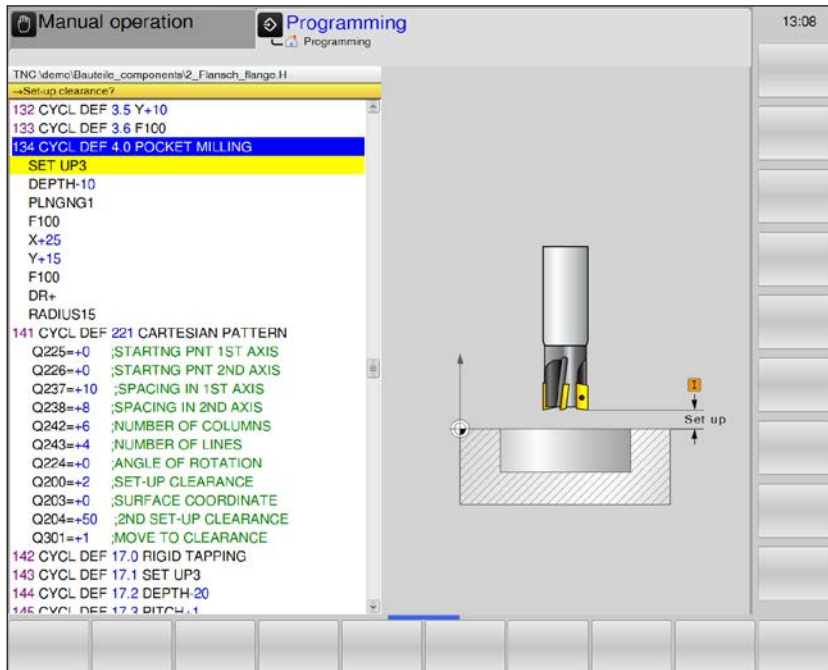 Manual operation
Programming
Programming
13:08
TNC:\demo\Bauteile_components\2_Flansch_flange.H
→Set-up clearance?
132 CYCL DEF 3.5 Y+10
133 CYCL DEF 3.6 F100
134 CYCL DEF 4.0 POCKET MILLING
SET UP3
DEPTH-10
PLNGNG1
F100
X+25
Y+15
F100
DR+
RADIUS15
141 CYCL DEF 221 CARTESIAN PATTERN
Q225=+0 ;STARTNG PNT 1ST AXIS
Q226=+0 ;STARTNG PNT 2ND AXIS
Q237=+10 ;SPACING IN 1ST AXIS
Q238=+8 ;SPACING IN 2ND AXIS
Q242=+6 ;NUMBER OF COLUMNS
Q243=+4 ;NUMBER OF LINES
Q224=+0 ;ANGLE OF ROTATION
Q200=+2 ;SET-UP CLEARANCE
Q203=+0 ;SURFACE COORDINATE
Q204=+50 ;2ND SET-UP CLEARANCE
Q301=+1 ;MOVE TO CLEARANCE
142 CYCL DEF 17.0 RIGID TAPPING
143 CYCL DEF 17.1 SET UP3
144 CYCL DEF 17.2 DEPTH-20
145 CYCL DEF 17.3 PITCH+1
I
Set up